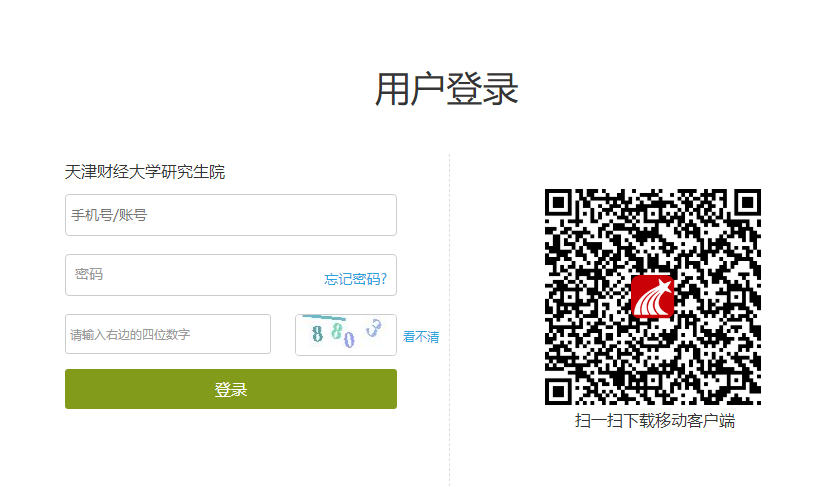 用户登录
天津财经大学研究生院
手机号/账号
密码
忘记密码?
请输入右边的四位数字
8803
看不清
登录
扫一扫下载移动客户端